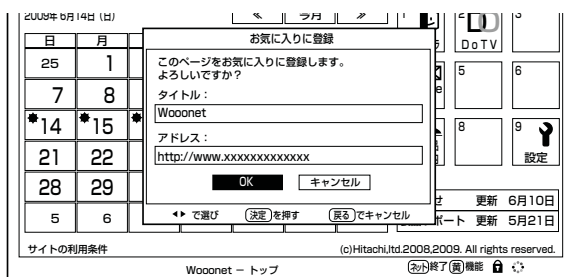 2009年 6月14日（日）
≪ 今月 ≫
1 2 3
DoTV
お気に入りに登録
このページをお気に入りに登録します。
よろしいですか？
タイトル：
Wooonet
アドレス：
http://www.xxxxxxxxxxxxx
OK キャンセル
で選び 決定を押す 戻るでキャンセル
日 月
25 1
7 8
14 15
21 22
28 29
5 6
5 6
8 9
設定
更新 6月10日
ポート 更新 5月21日
サイトの利用条件 (c)Hitachi,ltd.2008,2009. All rights reserved.
Wooonet － トップ ネット終了 黄機能